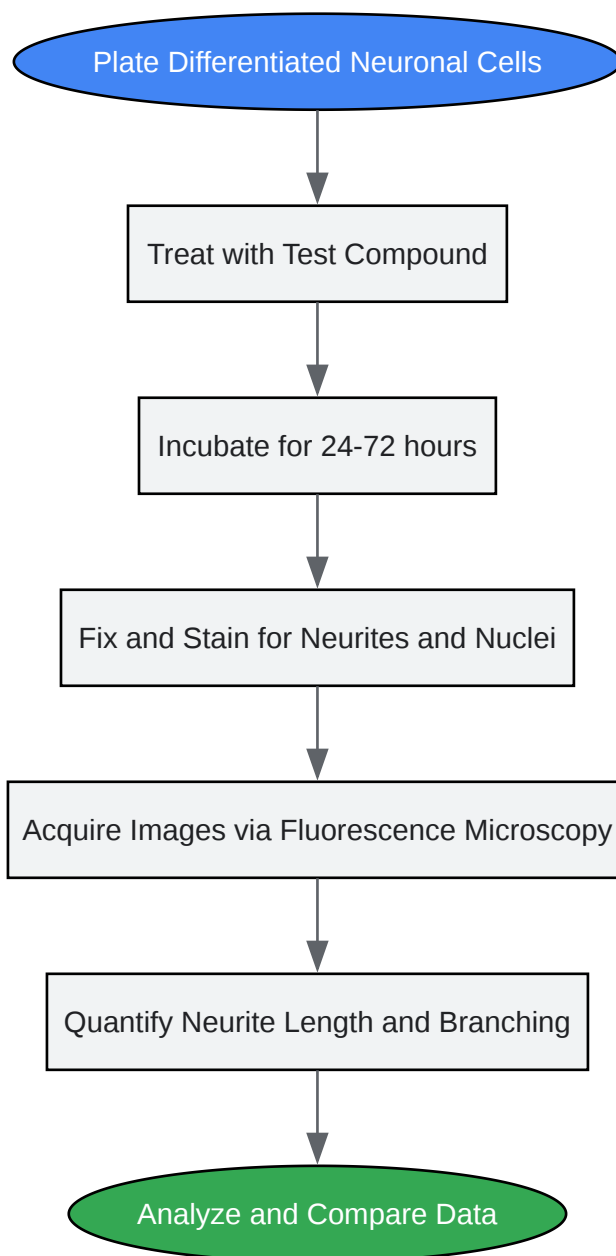 Plate Differentiated Neuronal Cells
Treat with Test Compound
Incubate for 24-72 hours
Fix and Stain for Neurites and Nuclei
Acquire Images via Fluorescence Microscopy
Quantify Neurite Length and Branching
Analyze and Compare Data